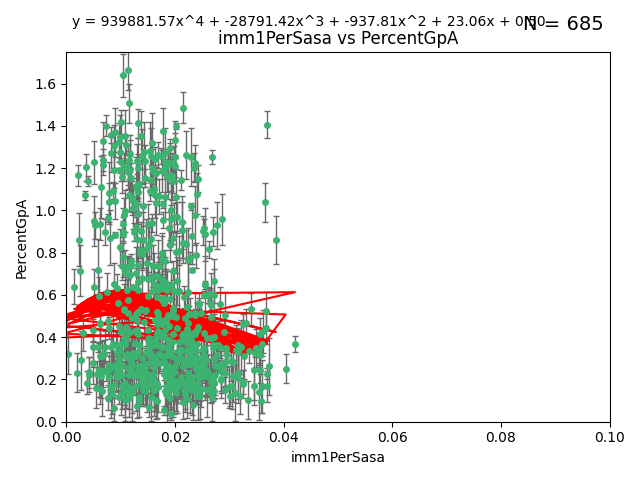 y = 939881.57x^4 + -28791.42x^3 + -937.81x^2 + 23.06x + 0.50
N = 685
imm1PerSasa vs PercentGpA
PercentGpA
1.6
1.4
1.2
1.0
0.8
0.6
0.4
0.2
0.0
0.00 0.02 0.04 0.06 0.08 0.10
imm1PerSasa